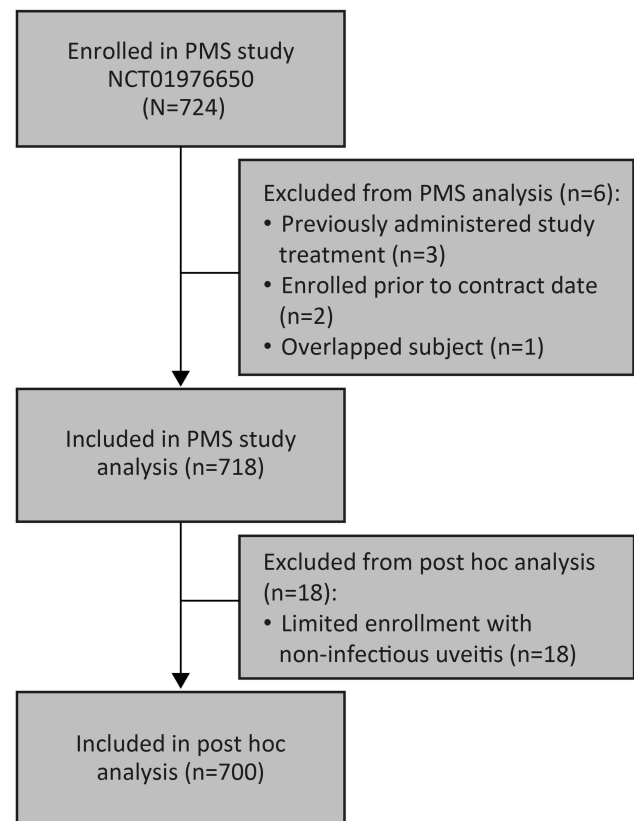 Enrolled in PMS study
NCT01976650
(N=724)
Excluded from PMS analysis (n=6):
• Previously administered study
treatment (n=3)
• Enrolled prior to contract date
(n=2)
• Overlapped subject (n=1)
Included in PMS study
analysis (n=718)
Excluded from post hoc analysis
(n=18):
• Limited enrollment with
non-infectious uveitis (n=18)
Included in post hoc
analysis (n=700)